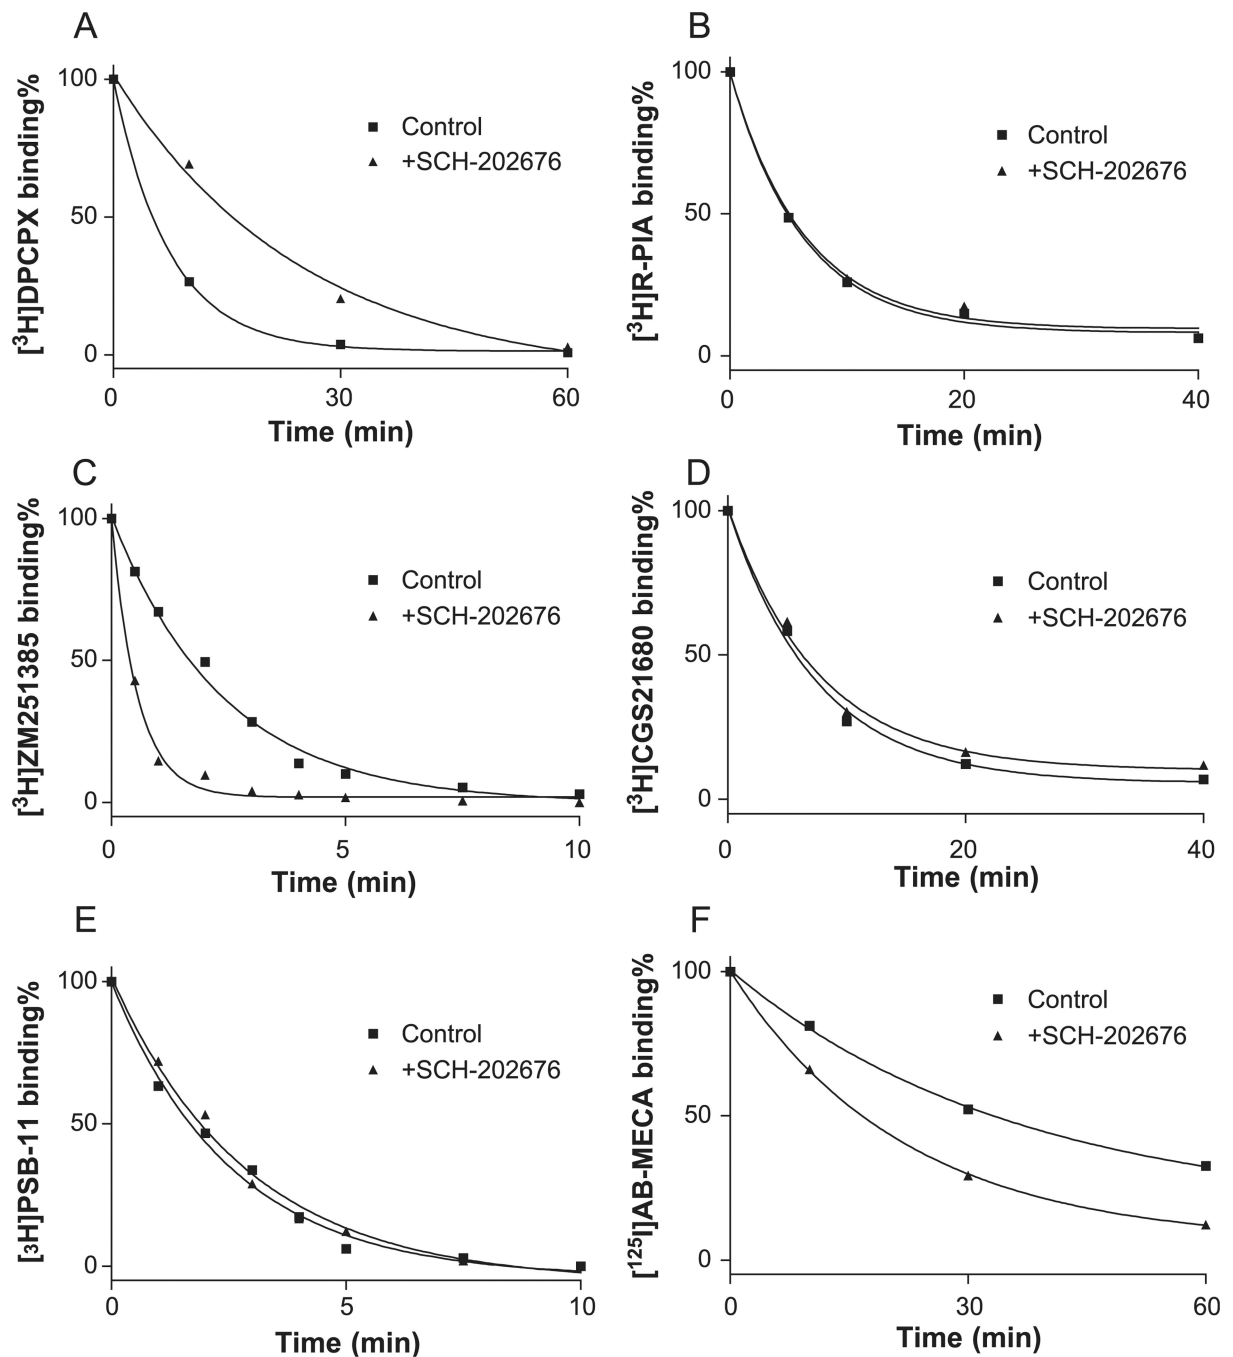 A
[³H]DPCPX binding%
100
50
0
Control
+SCH-202676
0 30 60
Time (min)
B
[³H]R-PIA binding%
100
50
0
Control
+SCH-202676
0 20 40
Time (min)
C
[³H]ZM251385 binding%
100
50
0
Control
+SCH-202676
0 5 10
Time (min)
D
[³H]CGS21680 binding%
100
50
0
Control
+SCH-202676
0 20 40
Time (min)
E
[₃H]PSB-11 binding%
100
50
0
Control
+SCH-202676
0 5 10
Time (min)
F
[¹²⁵I]AB-MECA binding%
100
50
0
Control
+SCH-202676
0 30 60
Time (min)